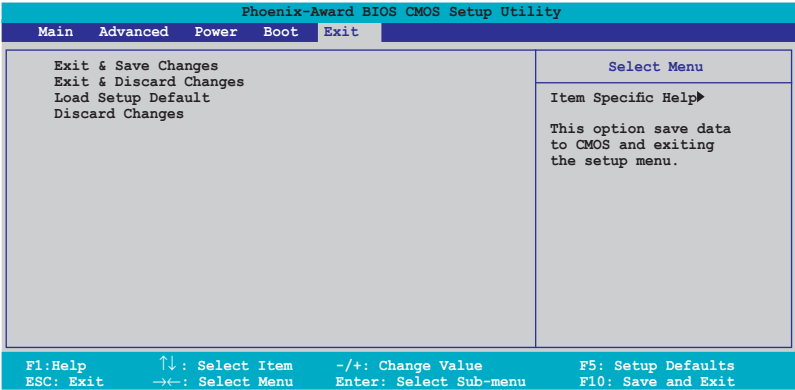 Phoenix-Award BIOS CMOS Setup Utility
Main Advanced Power Boot Exit
Exit & Save Changes
Exit & Discard Changes
Load Setup Default
Discard Changes
Select Menu
Item Specific Help▶
This option save data
to CMOS and exiting
the setup menu.
F1:Help ↑↓: Select Item -/+: Change Value F5: Setup Defaults
ESC: Exit →←: Select Menu Enter: Select Sub-menu F10: Save and Exit